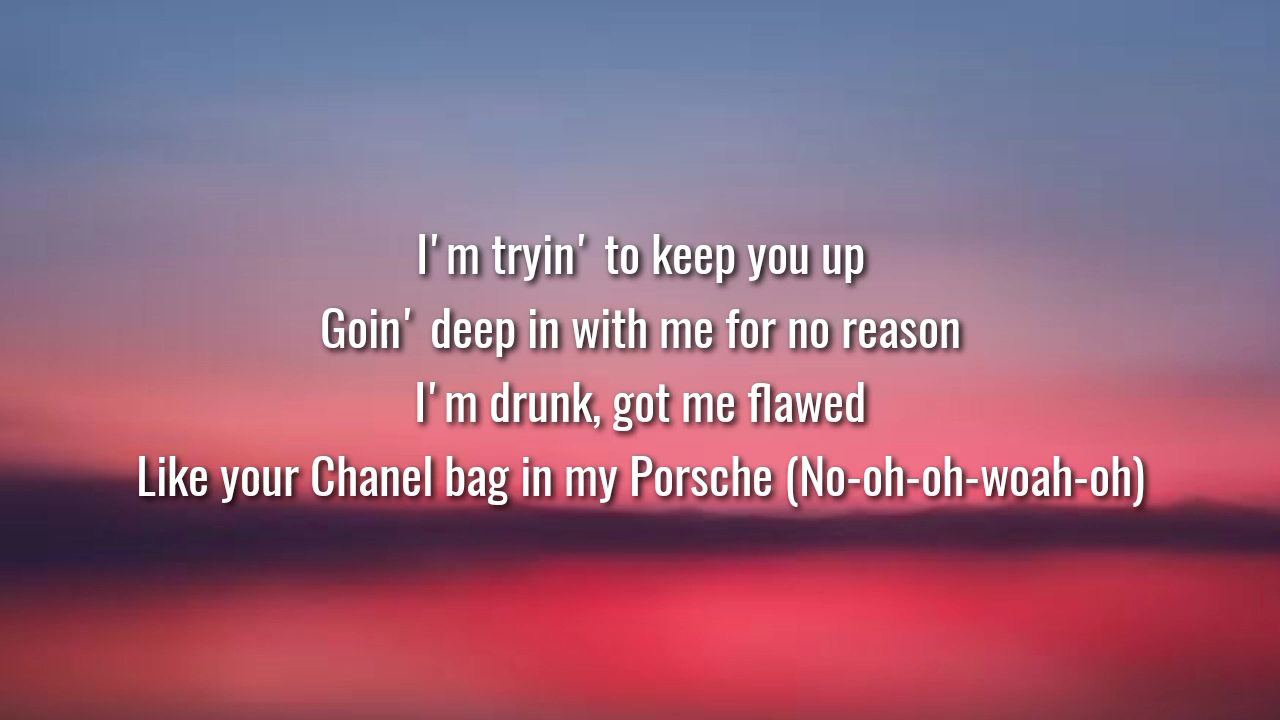 I'm tryin' to keep you up
Goin' deep in with me for no reason
I'm drunk, got me flawed
Like your Chanel bag in my Porsche (No-oh-oh-woah-oh)